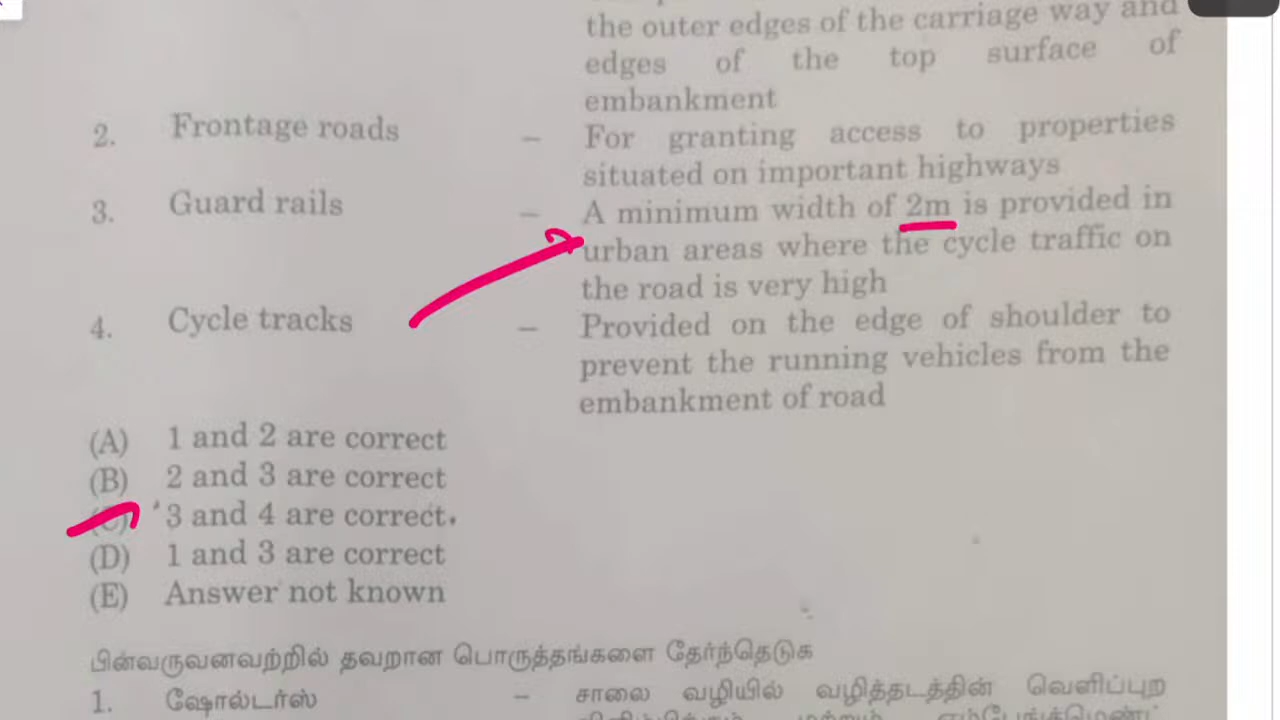 the outer edges of the carriage way and
edges of the top surface of
embankment
2. Frontage roads – For granting access to properties
situated on important highways
3. Guard rails – A minimum width of 2m is provided in
urban areas where the cycle traffic on
the road is very high
4. Cycle tracks – Provided on the edge of shoulder to
prevent the running vehicles from the
embankment of road
(A) 1 and 2 are correct
(B) 2 and 3 are correct
(C) 3 and 4 are correct.
(D) 1 and 3 are correct
(E) Answer not known
பின்வருவனவற்றில் தவறான பொருத்தங்களை தேர்ந்தெடுக
1. ஷோல்டர்ஸ் – சாலை வழியில் வழித்தடத்தின் வெளிப்புற